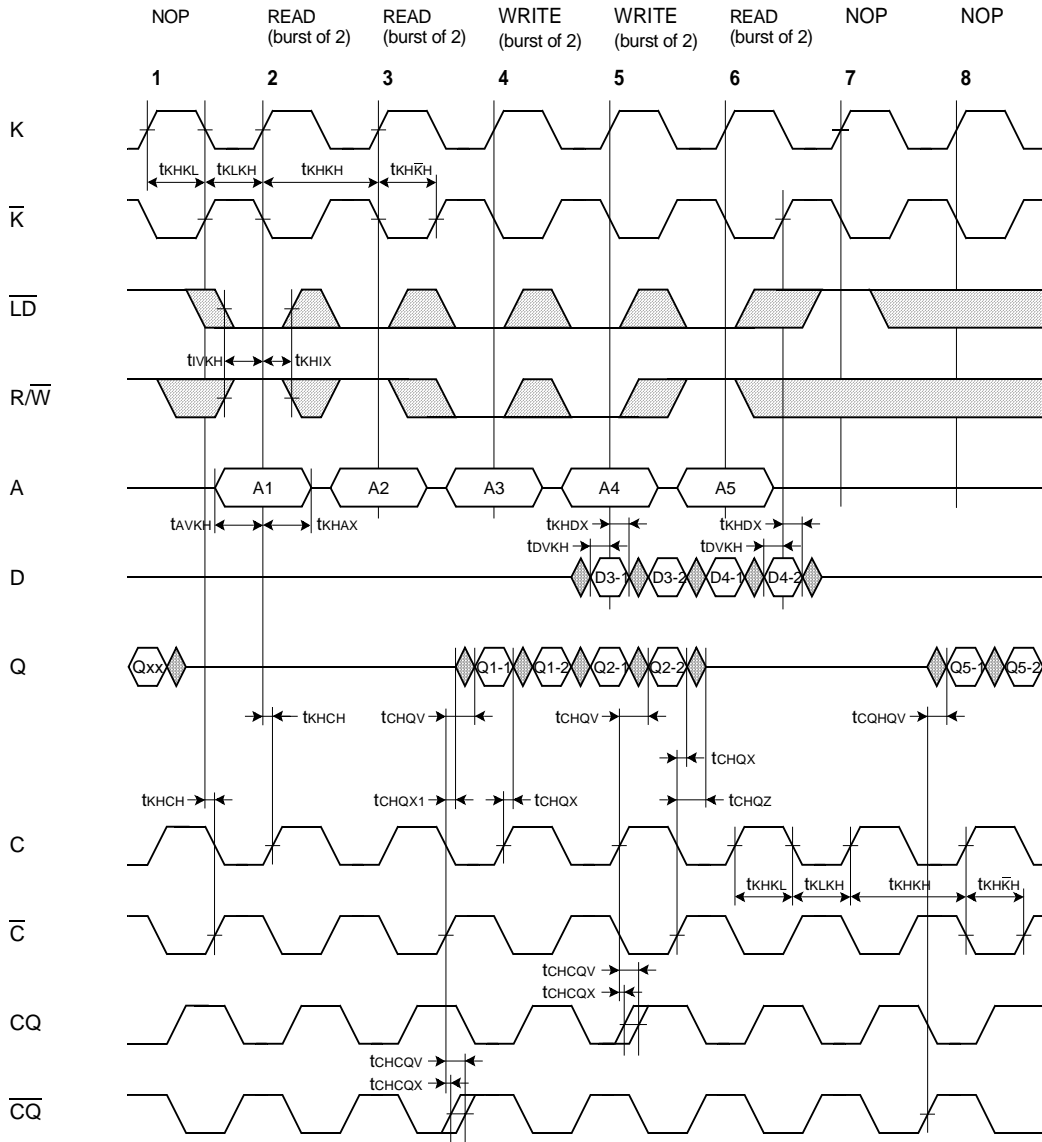 NOP READ READ WRITE WRITE READ NOP NOP
(burst of 2) (burst of 2) (burst of 2) (burst of 2) (burst of 2)
1 2 3 4 5 6 7 8
K
tKHKL tKLKH tKHKH tKHK̅H
K̅
L̅D̅
tIVKH tKHIX
R/W̅
A A1 A2 A3 A4 A5
tAVKH tKHAX tKHDX tKHDX
tDVKH tDVKH
D D3-1 D3-2 D4-1 D4-2
Q Qxx Q1-1 Q1-2 Q2-1 Q2-2 Q5-1 Q5-2
tKHCH tCHQV tCHQV tCQHQV
tCHQX
tKHCH tCHQX1 tCHQX tCHQZ
C
tKHKL tKLKH tKHKH tKHK̅H
C̅
tCHCQV
tCHCQX
CQ
tCHCQV
tCHCQX
C̅Q̅